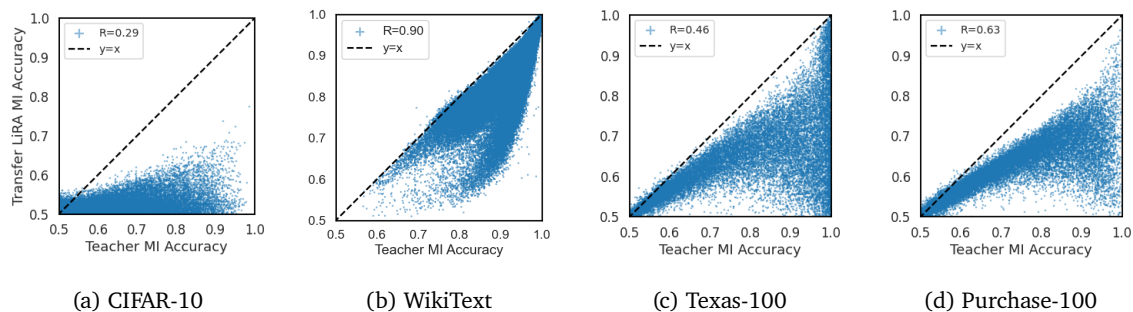 R=0.29
y=x
Transfer LiRA MI Accuracy
1.0
0.9
0.8
0.7
0.6
0.5
0.5 0.6 0.7 0.8 0.9 1.0
Teacher MI Accuracy
(a) CIFAR-10
R=0.90
y=x
1.0
0.9
0.8
0.7
0.6
0.5
0.5 0.6 0.7 0.8 0.9 1.0
Teacher MI Accuracy
(b) WikiText
R=0.46
y=x
1.0
0.9
0.8
0.7
0.6
0.5
0.5 0.6 0.7 0.8 0.9 1.0
Teacher MI Accuracy
(c) Texas-100
R=0.63
y=x
1.0
0.9
0.8
0.7
0.6
0.5
0.5 0.6 0.7 0.8 0.9 1.0
Teacher MI Accuracy
(d) Purchase-100